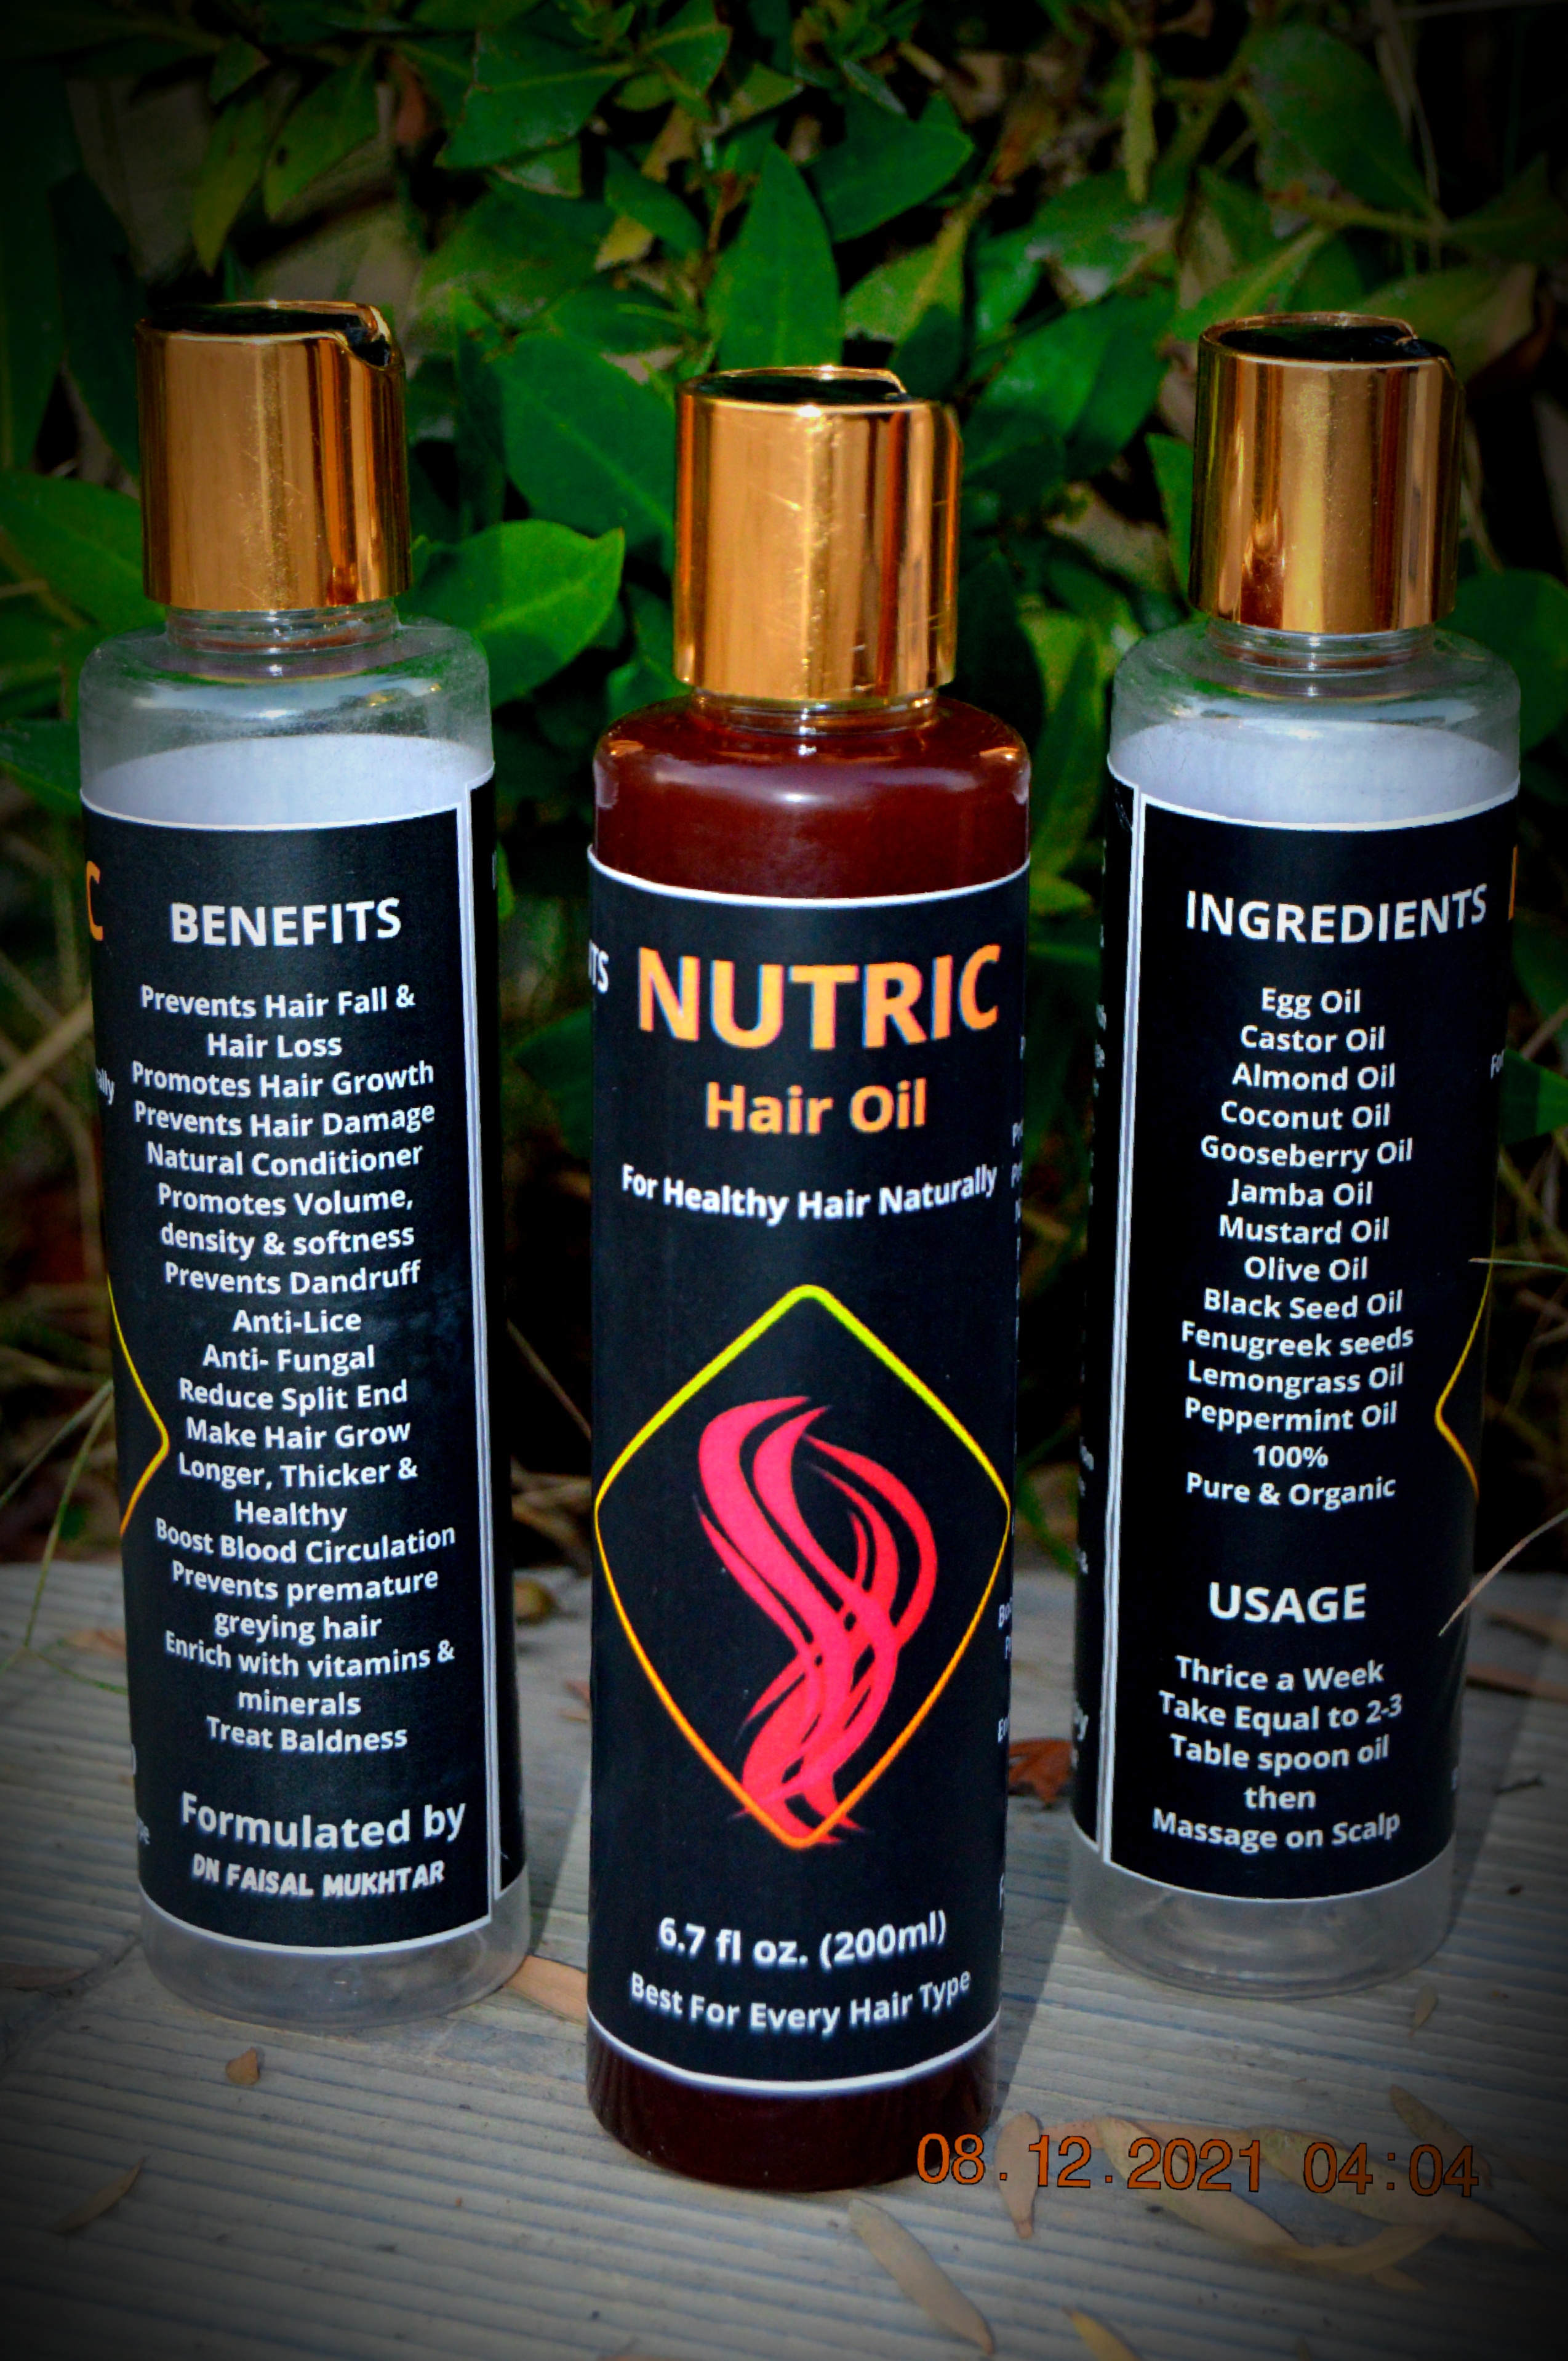 BENEFITS
Prevents Hair Fall &
Hair Loss
Promotes Hair Growth
Prevents Hair Damage
Natural Conditioner
Promotes Volume,
density & softness
Prevents Dandruff
Anti-Lice
Anti- Fungal
Reduce Split End
Make Hair Grow
Longer, Thicker &
Healthy
Boost Blood Circulation
Prevents premature
greying hair
Enrich with vitamins &
minerals
Treat Baldness
Formulated by
DN FAISAL MUKHTAR
NUTRIC
Hair Oil
For Healthy Hair Naturally
6.7 fl oz. (200ml)
Best For Every Hair Type
INGREDIENTS
Egg Oil
Castor Oil
Almond Oil
Coconut Oil
Gooseberry Oil
Jamba Oil
Mustard Oil
Olive Oil
Black Seed Oil
Fenugreek seeds
Lemongrass Oil
Peppermint Oil
100%
Pure & Organic
USAGE
Thrice a Week
Take Equal to 2-3
Table spoon oil
then
Massage on Scalp
08.12.2021 04:04